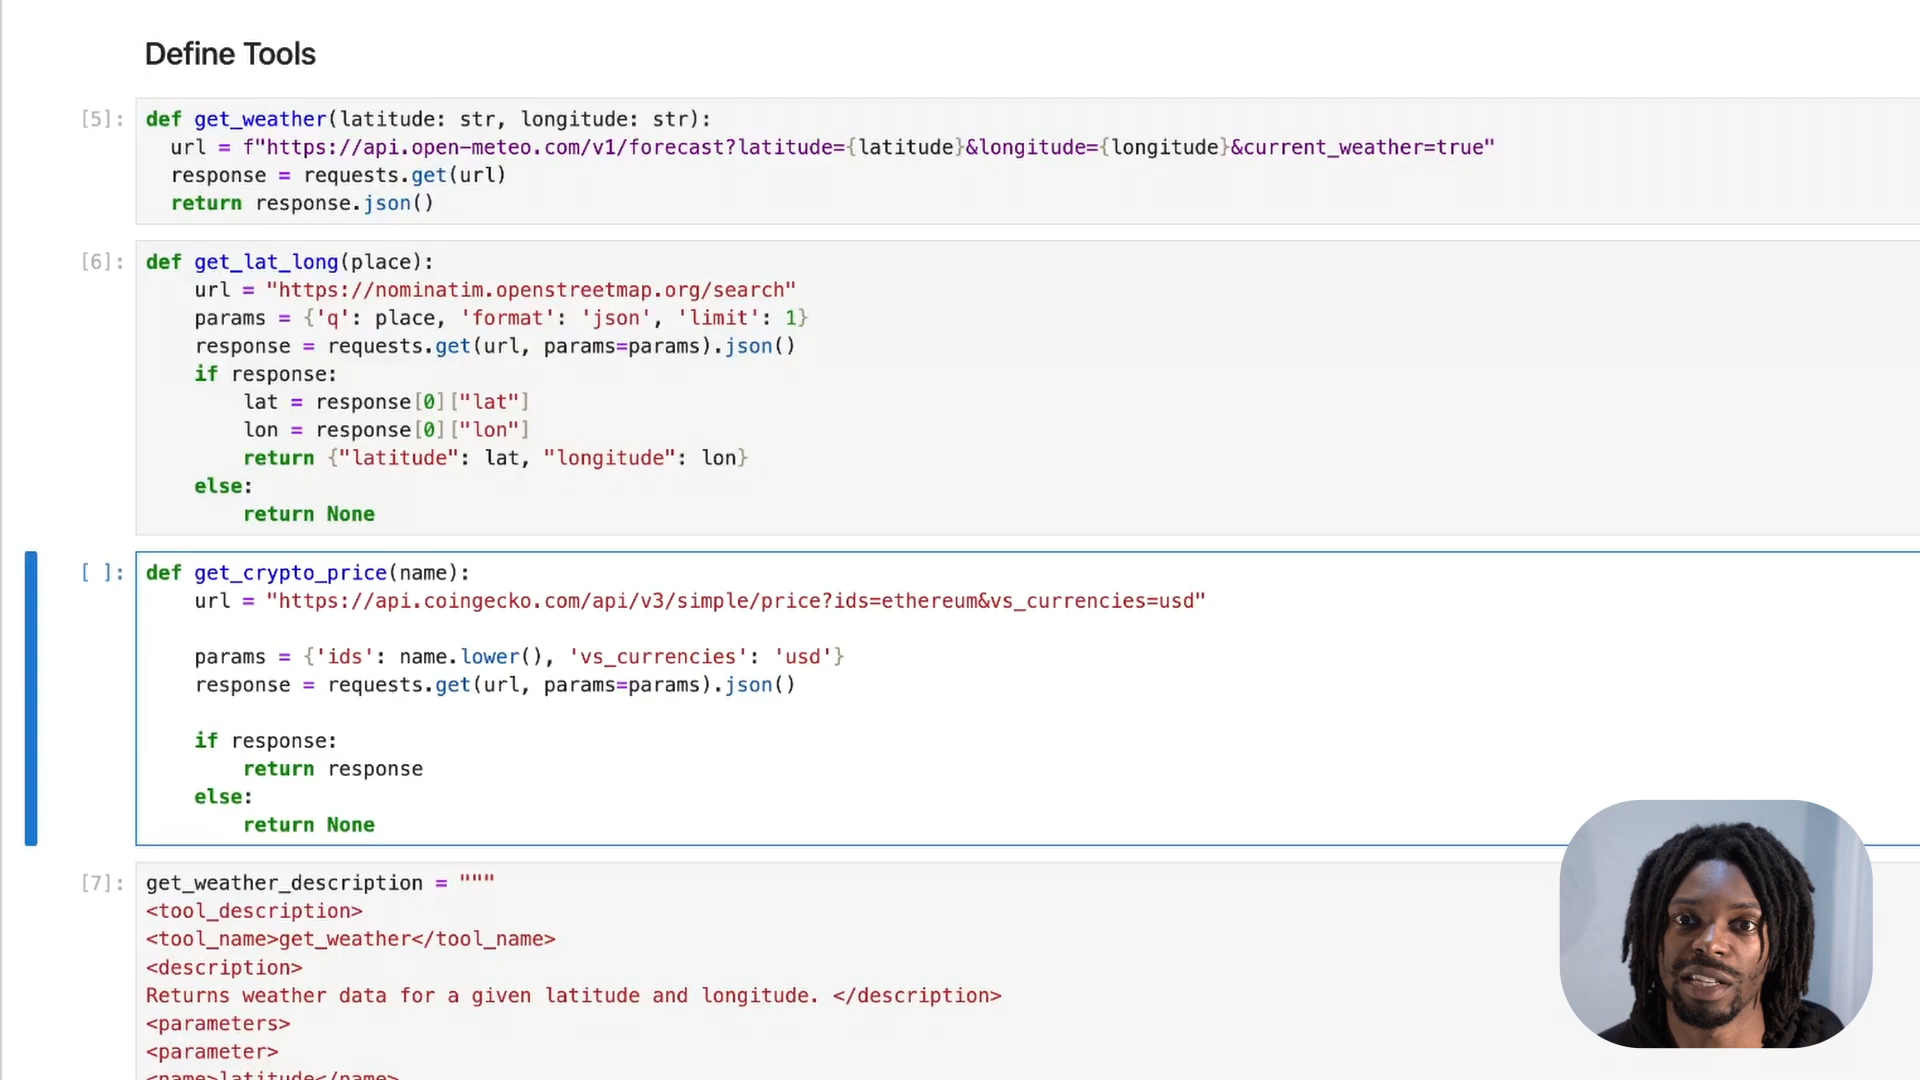 Define Tools
[5]:
def get_weather(latitude: str, longitude: str):
  url = f"https://api.open-meteo.com/v1/forecast?latitude={latitude}&longitude={longitude}&current_weather=true"
  response = requests.get(url)
  return response.json()
[6]:
def get_lat_long(place):
    url = "https://nominatim.openstreetmap.org/search"
    params = {'q': place, 'format': 'json', 'limit': 1}
    response = requests.get(url, params=params).json()
    if response:
        lat = response[0]["lat"]
        lon = response[0]["lon"]
        return {"latitude": lat, "longitude": lon}
    else:
        return None
[ ]:
def get_crypto_price(name):
    url = "https://api.coingecko.com/api/v3/simple/price?ids=ethereum&vs_currencies=usd"
    params = {'ids': name.lower(), 'vs_currencies': 'usd'}
    response = requests.get(url, params=params).json()
    if response:
        return response
    else:
        return None
[7]:
get_weather_description = """
<tool_description>
<tool_name>get_weather</tool_name>
<description>
Returns weather data for a given latitude and longitude. </description>
<parameters>
<parameter>
<name>latitude</name>